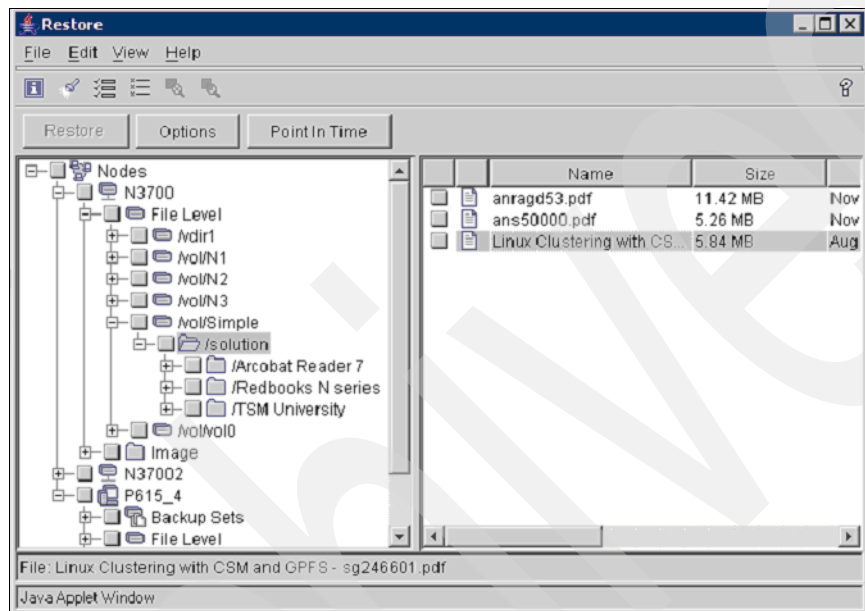 Restore
File Edit View Help
Restore Options Point In Time
Nodes
N3700
File Level
/vdir1
/vol/N1
/vol/N2
/vol/N3
/vol/Simple
/solution
/Arcobat Reader 7
/Redbooks N series
/TSM University
/vol/vol0
Image
N37002
P615_4
Backup Sets
File Level
Name Size
anragd53.pdf 11.42 MB Nov
ans50000.pdf 5.26 MB Nov
Linux Clustering with CS... 5.84 MB Aug
File: Linux Clustering with CSM and GPFS - sg246601.pdf
Java Applet Window